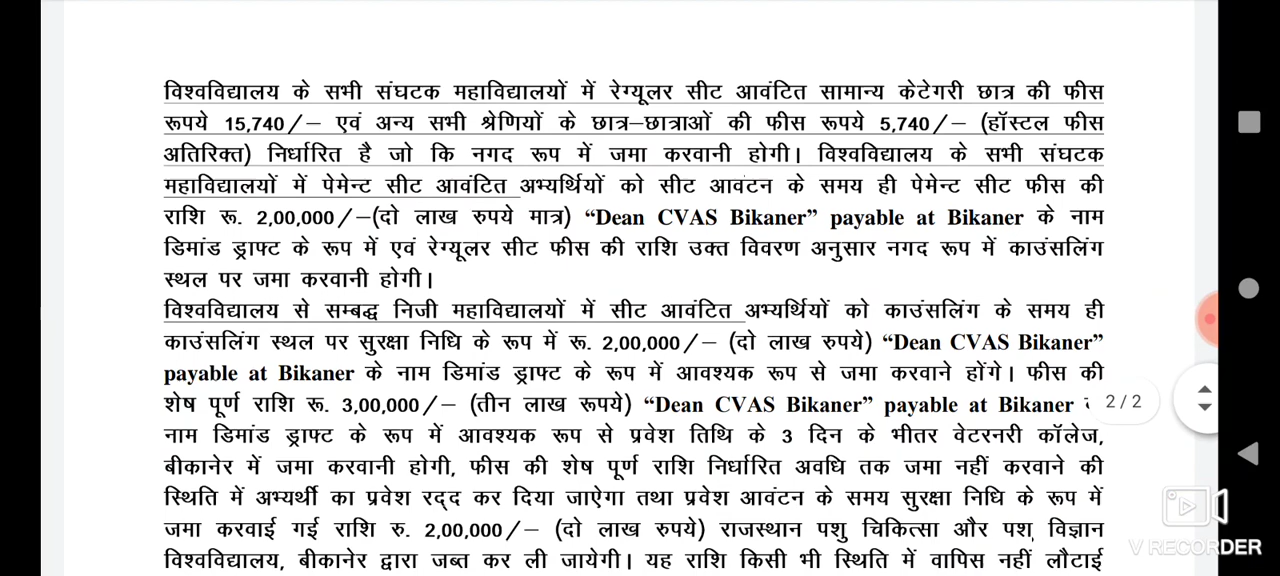 विश्वविद्यालय के सभी संघटक महाविद्यालयों में रेग्यूलर सीट आवंटित सामान्य केटेगरी छात्र की फीस
रूपये 15,740/– एवं अन्य सभी श्रेणियों के छात्र–छात्राओं की फीस रूपये 5,740/– (हॉस्टल फीस
अतिरिक्त) निर्धारित है जो कि नगद रूप में जमा करवानी होगी। विश्वविद्यालय के सभी संघटक
महाविद्यालयों में पेमेन्ट सीट आवंटित अभ्यर्थियों को सीट आवंटन के समय ही पेमेन्ट सीट फीस की
राशि रू. 2,00,000/–(दो लाख रुपये मात्र) “Dean CVAS Bikaner” payable at Bikaner के नाम
डिमांड ड्राफ्ट के रूप में एवं रेग्यूलर सीट फीस की राशि उक्त विवरण अनुसार नगद रूप में काउंसलिंग
स्थल पर जमा करवानी होगी।
विश्वविद्यालय से सम्बद्ध निजी महाविद्यालयों में सीट आवंटित अभ्यर्थियों को काउंसलिंग के समय ही
काउंसलिंग स्थल पर सुरक्षा निधि के रूप में रू. 2,00,000/– (दो लाख रुपये) “Dean CVAS Bikaner”
payable at Bikaner के नाम डिमांड ड्राफ्ट के रूप में आवश्यक रूप से जमा करवाने होंगे। फीस की
शेष पूर्ण राशि रू. 3,00,000/– (तीन लाख रूपये) “Dean CVAS Bikaner” payable at Bikaner
2/2
नाम डिमांड ड्राफ्ट के रूप में आवश्यक रूप से प्रवेश तिथि के 3 दिन के भीतर वेटरनरी कॉलेज,
बीकानेर में जमा करवानी होगी, फीस की शेष पूर्ण राशि निर्धारित अवधि तक जमा नहीं करवाने की
स्थिति में अभ्यर्थी का प्रवेश रद्द कर दिया जाऐगा तथा प्रवेश आवंटन के समय सुरक्षा निधि के रूप में
जमा करवाई गई राशि रु. 2,00,000/– (दो लाख रुपये) राजस्थान पशु चिकित्सा और पशु विज्ञान
विश्वविद्यालय, बीकानेर द्वारा जब्त कर ली जायेगी। यह राशि किसी भी स्थिति में वापिस नहीं लौटाई
V RECORDER